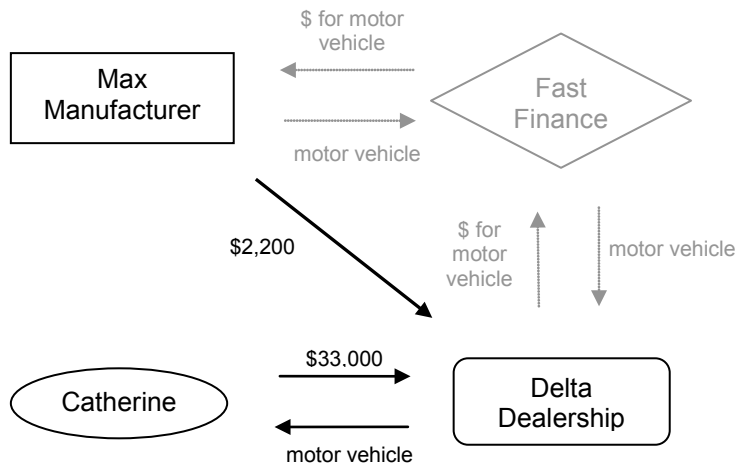 $ for motor
vehicle
Max
Manufacturer
Fast
Finance
motor vehicle
$2,200
$ for
motor
vehicle
motor vehicle
$33,000
Catherine
Delta
Dealership
motor vehicle